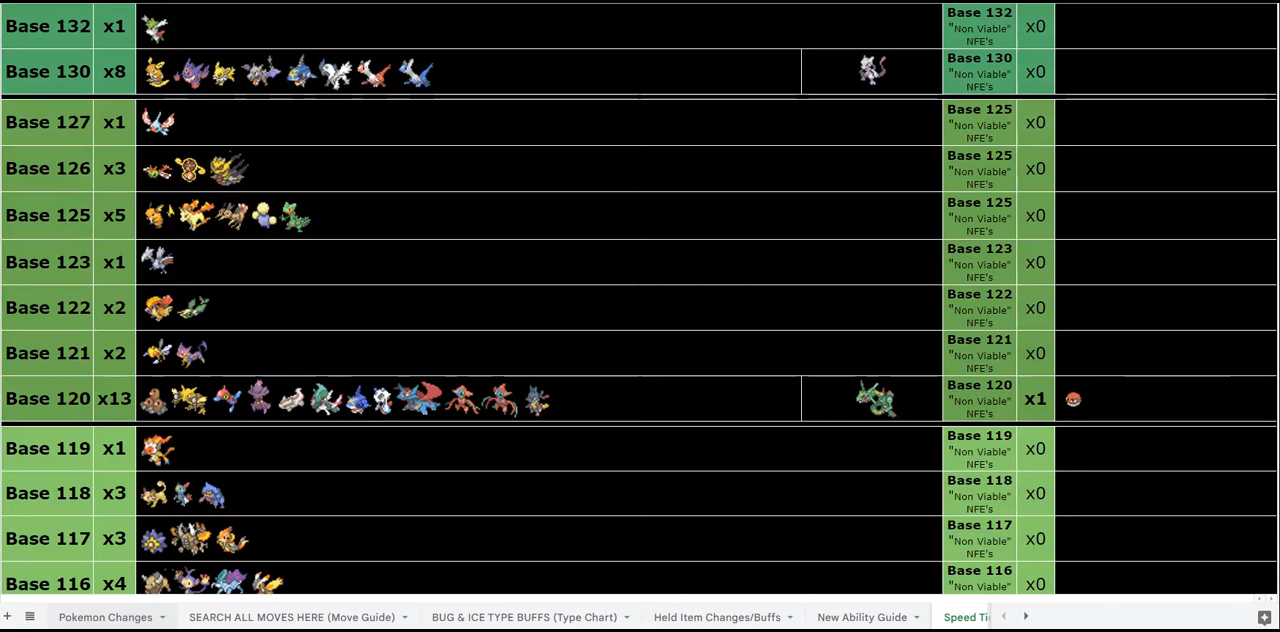 Base 132 x1 Base 132 x0
"Non Viable"
NFE's
Base 130 x8 Base 130 x0
"Non Viable"
NFE's
Base 127 x1 Base 125 x0
"Non Viable"
NFE's
Base 126 x3 Base 125 x0
"Non Viable"
NFE's
Base 125 x5 Base 125 x0
"Non Viable"
NFE's
Base 123 x1 Base 123 x0
"Non Viable"
NFE's
Base 122 x2 Base 122 x0
"Non Viable"
NFE's
Base 121 x2 Base 121 x0
"Non Viable"
NFE's
Base 120 x13 Base 120 x1
"Non Viable"
NFE's
Base 119 x1 Base 119 x0
"Non Viable"
NFE's
Base 118 x3 Base 118 x0
"Non Viable"
NFE's
Base 117 x3 Base 117 x0
"Non Viable"
NFE's
Base 116 x4 Base 116 x0
"Non Viable"
Pokemon Changes SEARCH ALL MOVES HERE (Move Guide) BUG & ICE TYPE BUFFS (Type Chart) Held Item Changes/Buffs New Ability Guide Speed Ti